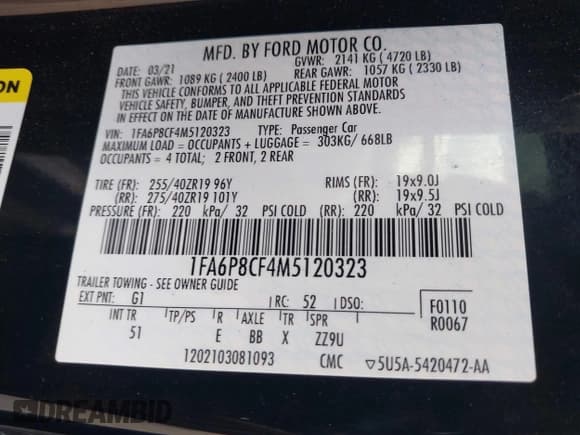 ON
MFD. BY FORD MOTOR CO.
DATE: 03/21 GVWR: 2141 KG ( 4720 LB)
FRONT GAWR: 1089 KG ( 2400 LB) REAR GAWR: 1057 KG ( 2330 LB)
THIS VEHICLE CONFORMS TO ALL APPLICABLE FEDERAL MOTOR
VEHICLE SAFETY, BUMPER, AND THEFT PREVENTION STANDARDS
IN EFFECT ON THE DATE OF MANUFACTURE SHOWN ABOVE.
VIN: 1FA6P8CF4M5120323 TYPE: Passenger Car
MAXIMUM LOAD = OCCUPANTS + LUGGAGE = 303KG/ 668LB
OCCUPANTS = 4 TOTAL; 2 FRONT, 2 REAR
TIRE (FR): 255/40ZR19 96Y RIMS (FR): 19x9.0J
(RR): 275/40ZR19 101Y (RR): 19x9.5J
PRESSURE (FR): 220 kPa/ 32 PSI COLD (RR): 220 kPa/ 32 PSI COLD
1FA6P8CF4M5120323
TRAILER TOWING - SEE OWNER GUIDE
EXT PNT: G1 RC: 52 DSO: F0110
INT TR TP/PS R AXLE TR SPR R0067
51 E BB X ZZ9U
1202103081093 CMC ▽5U5A-5420472-AA
DREAMBID